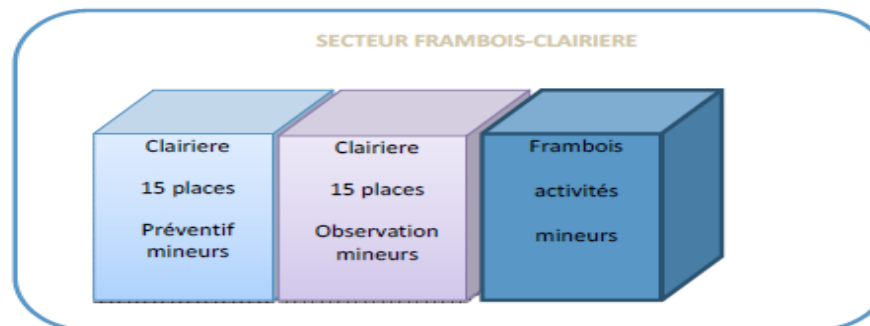 SECTEUR FRAMBOIS-CLAIRIERE
Clairiere
15 places
Préventif
mineurs
Clairiere
15 places
Observation
mineurs
Frambois
activités
mineurs